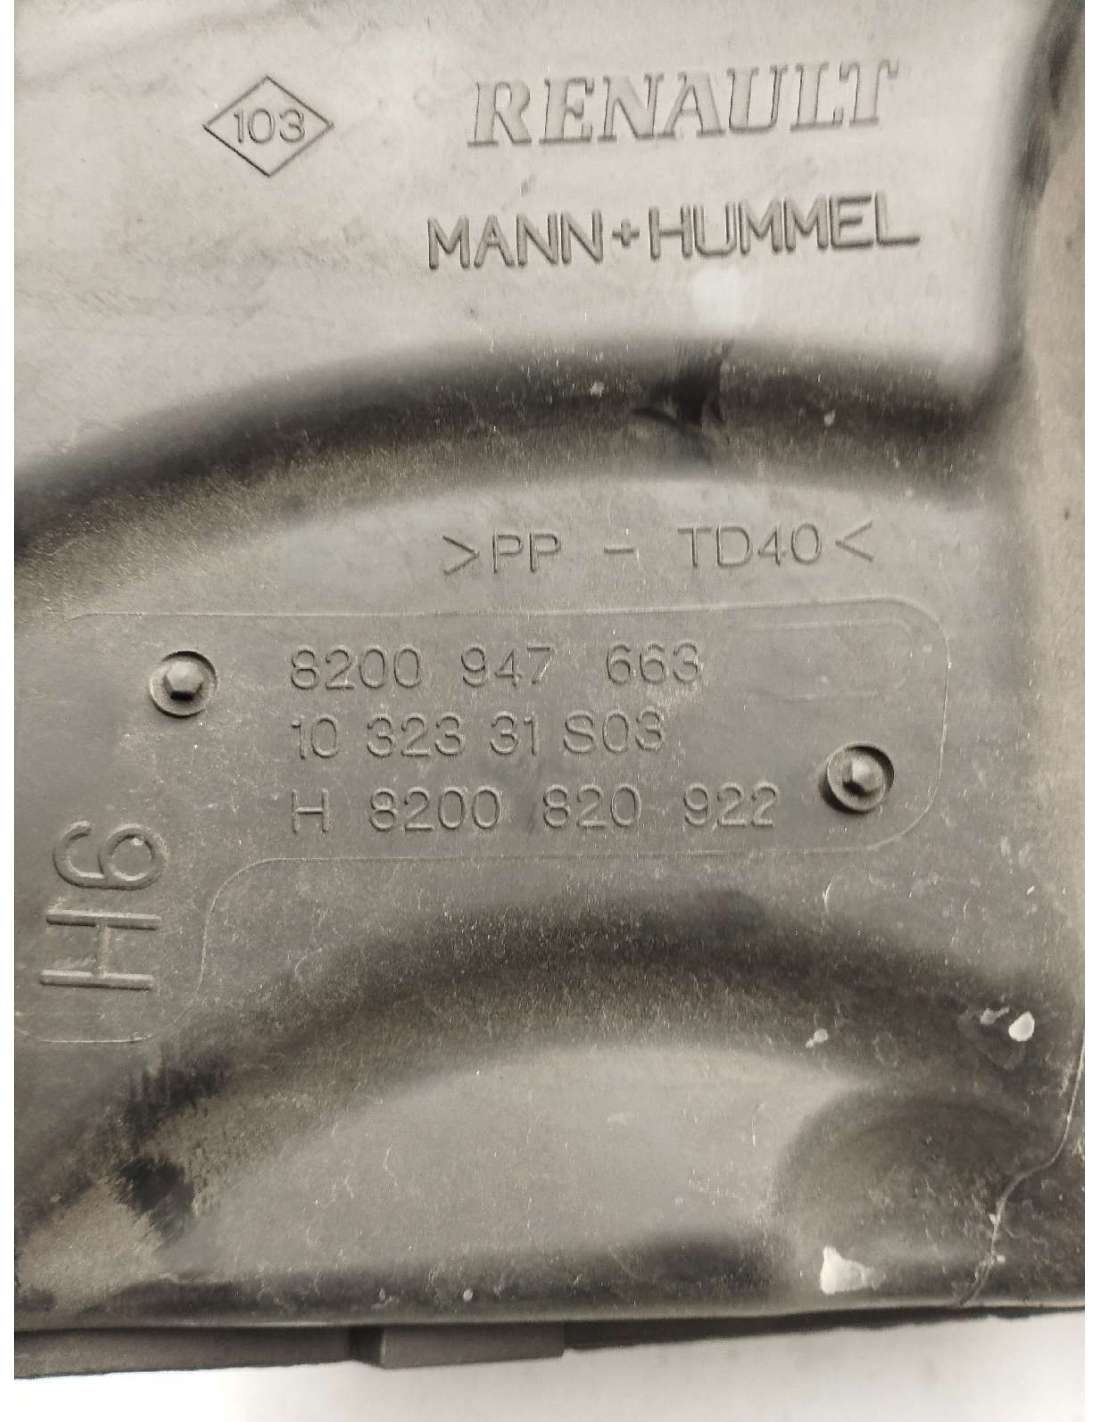 103
RENAULT
MANN+HUMMEL
>PP - TD40<
8200 947 663
10 323 31 S03
H 8200 820 922
H6